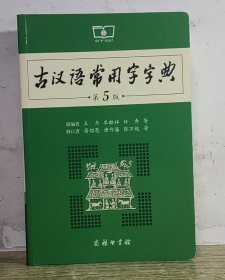 古汉语常用字字典
第5版
原编者 王力 岑麒祥 林焘 等
修订者 蒋绍愚 唐作藩 张万起 等
商务印书馆